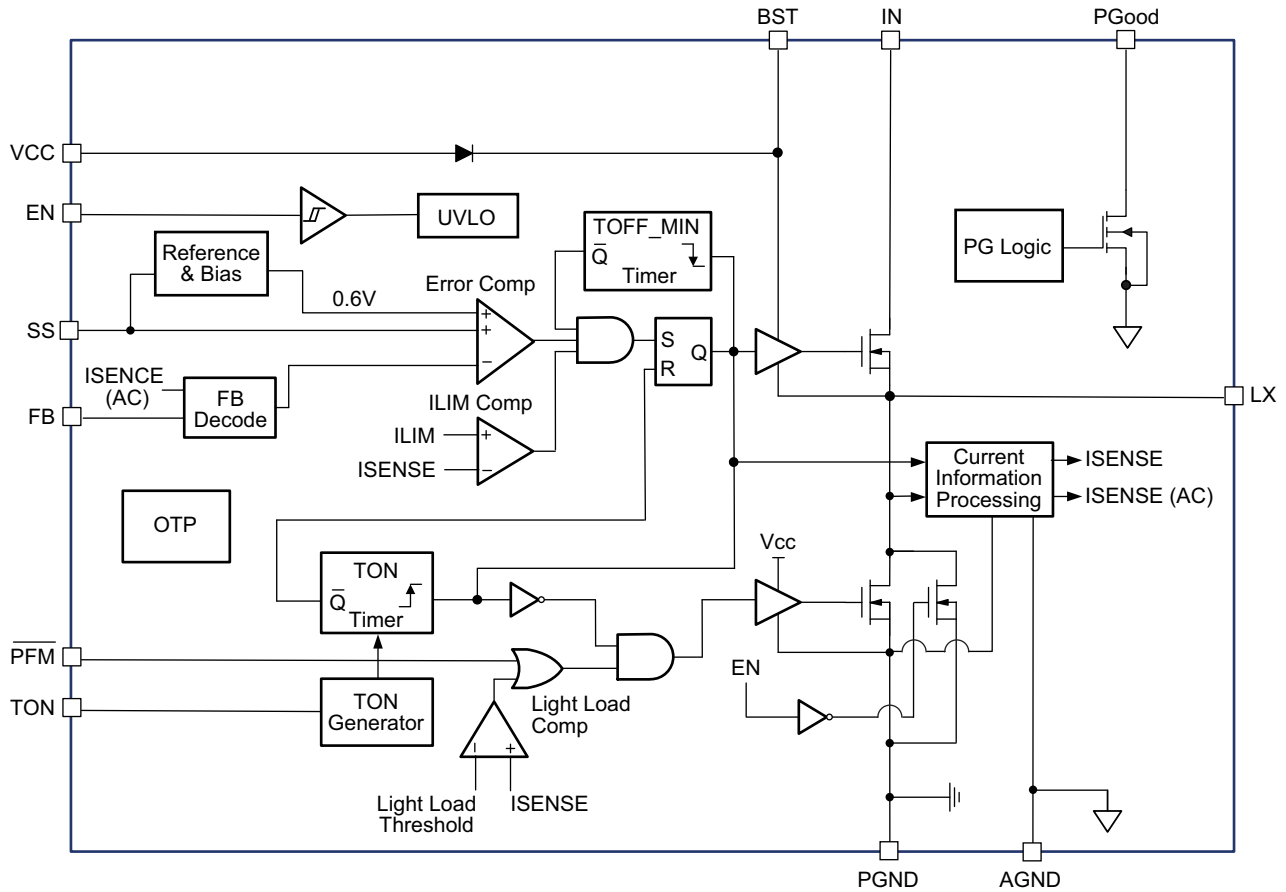 BST
IN
PGood
VCC
EN
UVLO
TOFF_MIN
Q̅
Timer
PG Logic
Reference
& Bias
Error Comp
0.6V
SS
+
+
−
S
R
Q
ISENCE
(AC)
FB
FB
Decode
ILIM Comp
ILIM
+
ISENSE
−
LX
Current
Information
Processing
ISENSE
ISENSE (AC)
OTP
Vcc
TON
Q̅
Timer
P̅F̅M̅
EN
TON
TON
Generator
Light Load
Comp
−
+
Light Load
Threshold
ISENSE
PGND
AGND